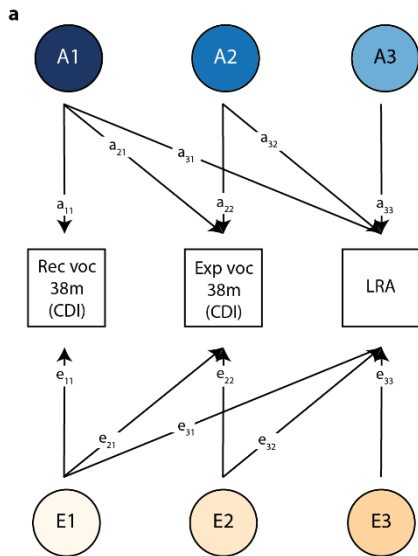 a
A1 A2 A3
a21 a31 a32
a11 a22 a33
Rec voc
38m
(CDI)
Exp voc
38m
(CDI)
LRA
e11 e22 e33
e21 e31 e32
E1 E2 E3